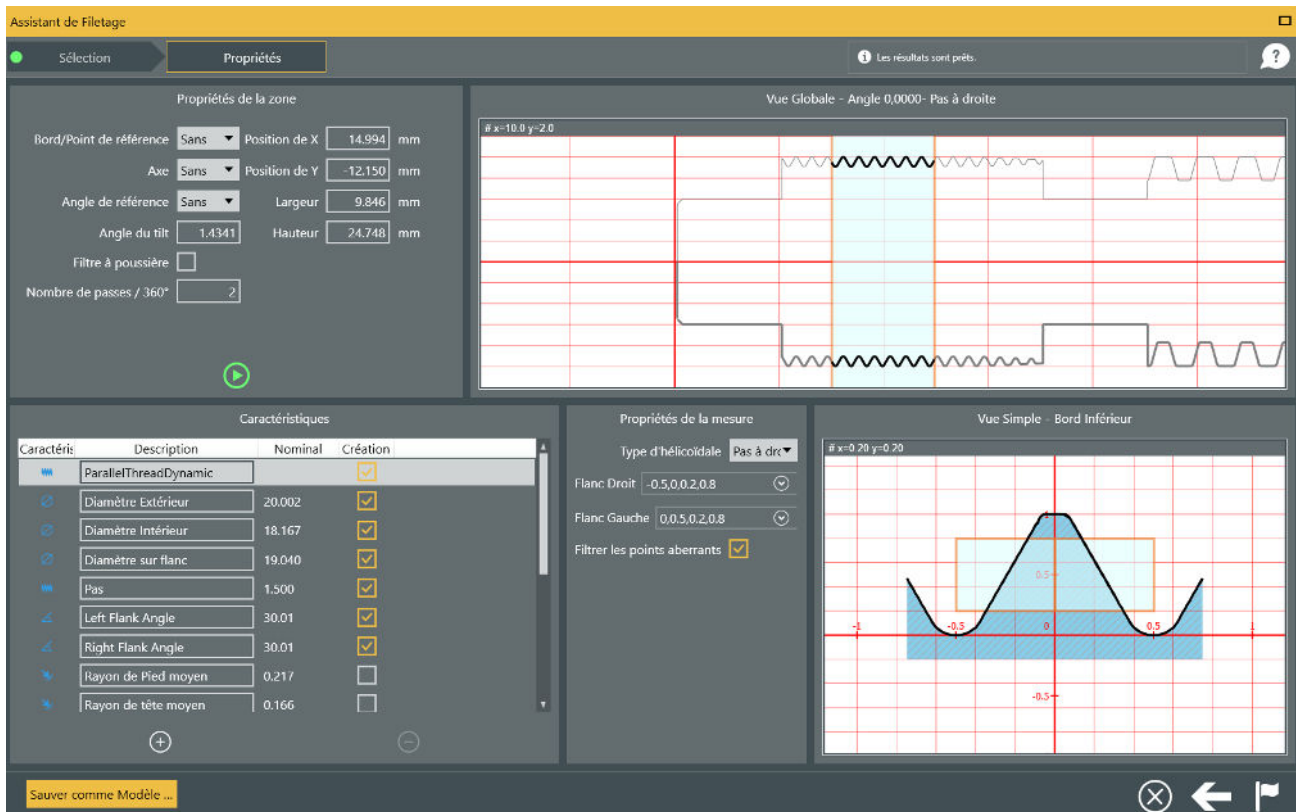 Assistant de Filetage
Sélection
Propriétés
Les résultats sont prêts.
?
Propriétés de la zone
Bord/Point de référence Sans Position de X 14.994 mm
Axe Sans Position de Y -12.150 mm
Angle de référence Sans Largeur 9.846 mm
Angle du tilt 1.4341 Hauteur 24.748 mm
Filtre à poussière
Nombre de passes / 360° 2
Vue Globale - Angle 0,0000- Pas à droite
# x=10.0 y=2.0
Caractéristiques
Caractéris Description Nominal Création
ParallelThreadDynamic
Diamètre Extérieur 20.002
Diamètre Intérieur 18.167
Diamètre sur flanc 19.040
Pas 1.500
Left Flank Angle 30.01
Right Flank Angle 30.01
Rayon de Pied moyen 0.217
Rayon de tête moyen 0.166
Propriétés de la mesure
Type d'hélicoïdale Pas à drc
Flanc Droit -0.5,0,0.2,0.8
Flanc Gauche 0,0.5,0.2,0.8
Filtrer les points aberrants
Vue Simple - Bord Inférieur
# x=0.20 y=0.20
1
0.5
-1 -0.5 0 0.5 1
-0.5
Sauver comme Modèle ...